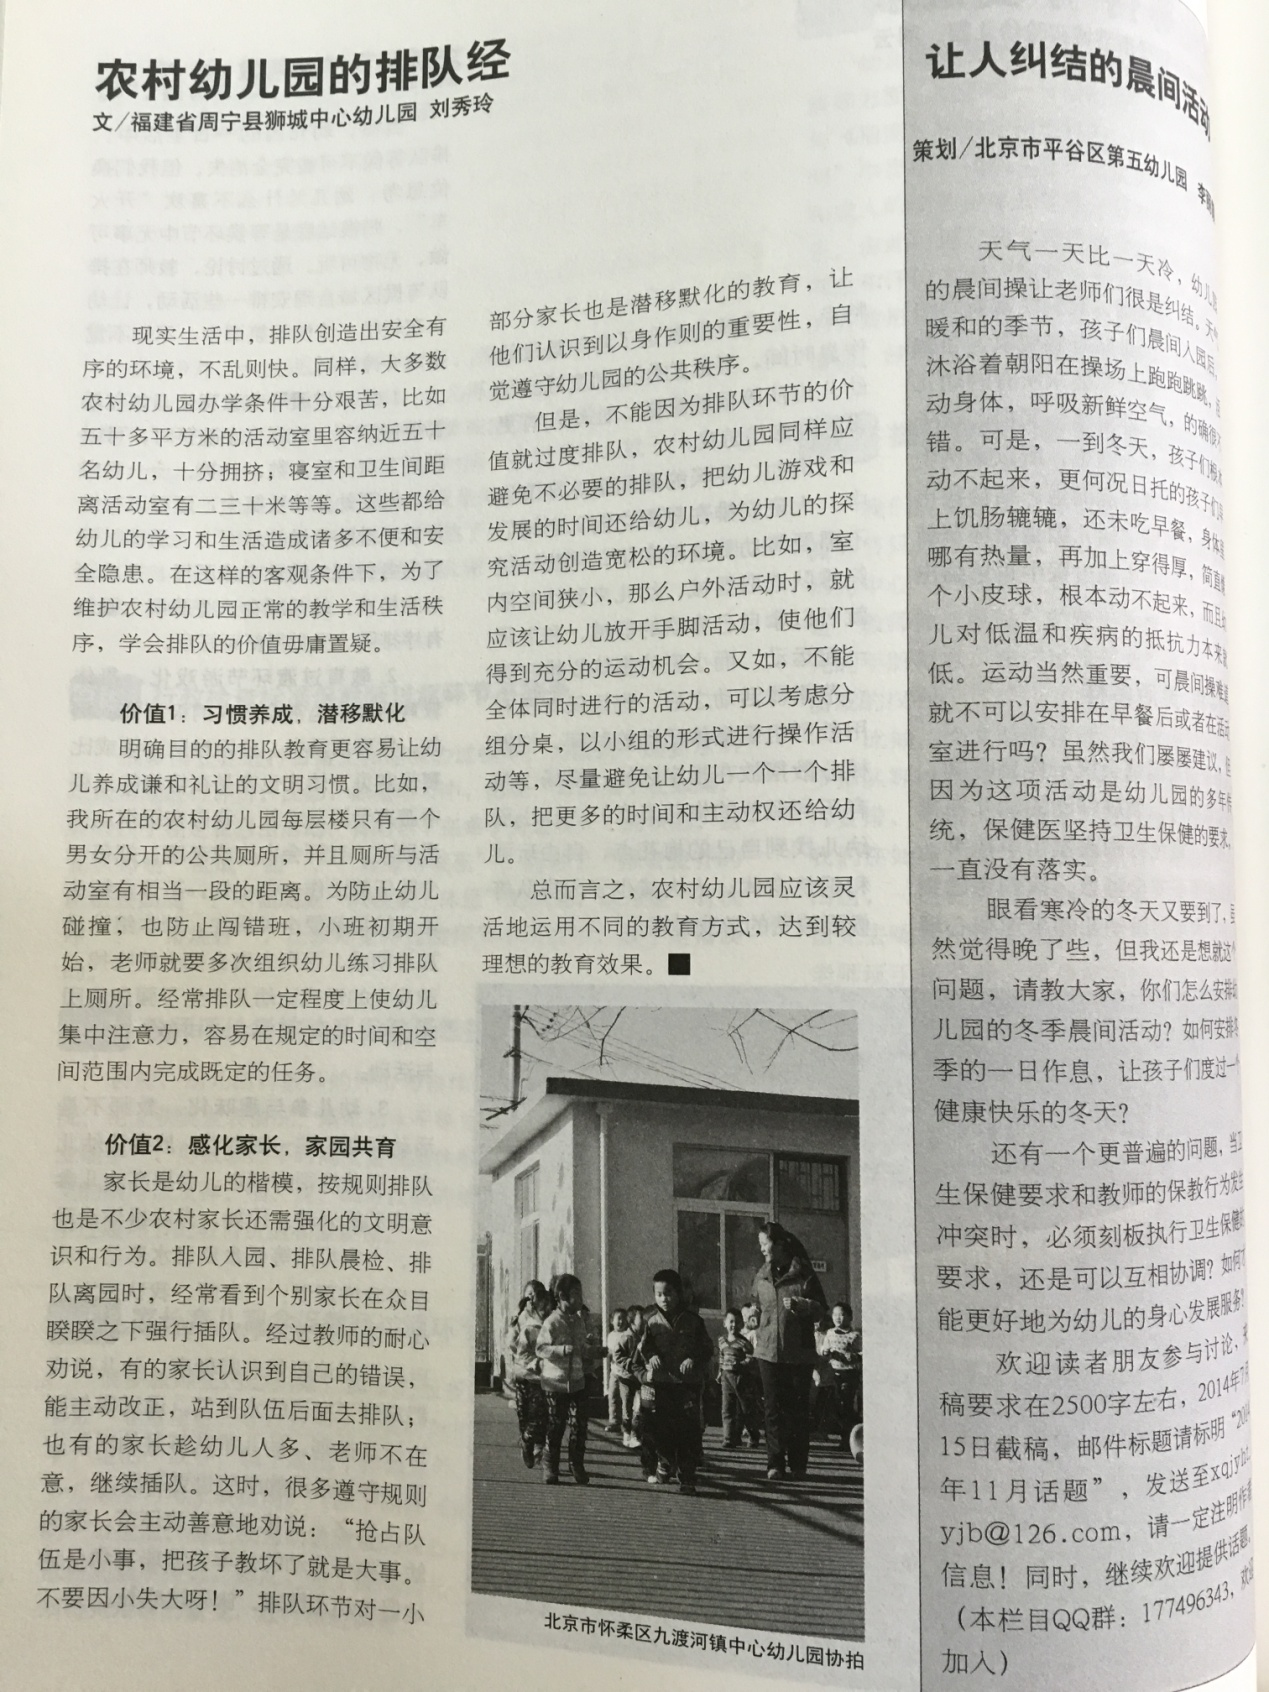 农村幼儿园的排队经
文/福建省周宁县狮城中心幼儿园 刘秀玲
现实生活中，排队创造出安全有
序的环境，不乱则快。同样，大多数
农村幼儿园办学条件十分艰苦，比如
五十多平方米的活动室里容纳近五十
名幼儿，十分拥挤；寝室和卫生间距
离活动室有二三十米等等。这些都给
幼儿的学习和生活造成诸多不便和安
全隐患。在这样的客观条件下，为了
维护农村幼儿园正常的教学和生活秩
序，学会排队的价值毋庸置疑。
价值1：习惯养成，潜移默化
明确目的的排队教育更容易让幼
儿养成谦和礼让的文明习惯。比如，
我所在的农村幼儿园每层楼只有一个
男女分开的公共厕所，并且厕所与活
动室有相当一段的距离。为防止幼儿
碰撞，也防止闯错班，小班初期开
始，老师就要多次组织幼儿练习排队
上厕所。经常排队一定程度上使幼儿
集中注意力，容易在规定的时间和空
间范围内完成既定的任务。
价值2：感化家长，家园共育
家长是幼儿的楷模，按规则排队
也是不少农村家长还需强化的文明意
识和行为。排队入园、排队晨检、排
队离园时，经常看到个别家长在众目
睽睽之下强行插队。经过教师的耐心
劝说，有的家长认识到自己的错误，
能主动改正，站到队伍后面去排队；
也有的家长趁幼儿人多、老师不在
意，继续插队。这时，很多遵守规则
的家长会主动善意地劝说：“抢占队
伍是小事，把孩子教坏了就是大事。
不要因小失大呀！”排队环节对一小
部分家长也是潜移默化的教育，让
他们认识到以身作则的重要性，自
觉遵守幼儿园的公共秩序。
但是，不能因为排队环节的价
值就过度排队，农村幼儿园同样应
避免不必要的排队，把幼儿游戏和
发展的时间还给幼儿，为幼儿的探
究活动创造宽松的环境。比如，室
内空间狭小，那么户外活动时，就
应该让幼儿放开手脚活动，使他们
得到充分的运动机会。又如，不能
全体同时进行的活动，可以考虑分
组分桌，以小组的形式进行操作活
动等，尽量避免让幼儿一个一个排
队，把更多的时间和主动权还给幼
儿。
总而言之，农村幼儿园应该灵
活地运用不同的教育方式，达到较
理想的教育效果。■
北京市怀柔区九渡河镇中心幼儿园协拍
让人纠结的晨间活动
策划/北京市平谷区第五幼儿园 李
天气一天比一天冷，幼儿
的晨间操让老师们很是纠结。天
暖和的季节，孩子们晨间入园后，
沐浴着朝阳在操场上跑跑跳跳，
动身体，呼吸新鲜空气，的确很不
错。可是，一到冬天，孩子们根本
动不起来，更何况日托的孩子们
上饥肠辘辘，还未吃早餐，身体
哪有热量，再加上穿得厚，简直
个小皮球，根本动不起来，而且
儿对低温和疾病的抵抗力本来
低。运动当然重要，可晨间操
就不可以安排在早餐后或者在活动
室进行吗？虽然我们屡屡建议，但
因为这项活动是幼儿园的多年传
统，保健医坚持卫生保健的要求，
一直没有落实。
眼看寒冷的冬天又要到了，虽
然觉得晚了些，但我还是想就这个
问题，请教大家，你们怎么安排幼
儿园的冬季晨间活动？如何安排冬
季的一日作息，让孩子们度过一个
健康快乐的冬天？
还有一个更普遍的问题，当卫
生保健要求和教师的保教行为发生
冲突时，必须刻板执行卫生保健的
要求，还是可以互相协调？如何才
能更好地为幼儿的身心发展服务？
欢迎读者朋友参与讨论，来
稿要求在2500字左右，2014年7月
15日截稿，邮件标题请标明“2014
年11月话题”，发送至xqjyhz
yjb@126.com，请一定注明作者
信息！同时，继续欢迎提供话题。
（本栏目QQ群：177496343，欢迎
加入）